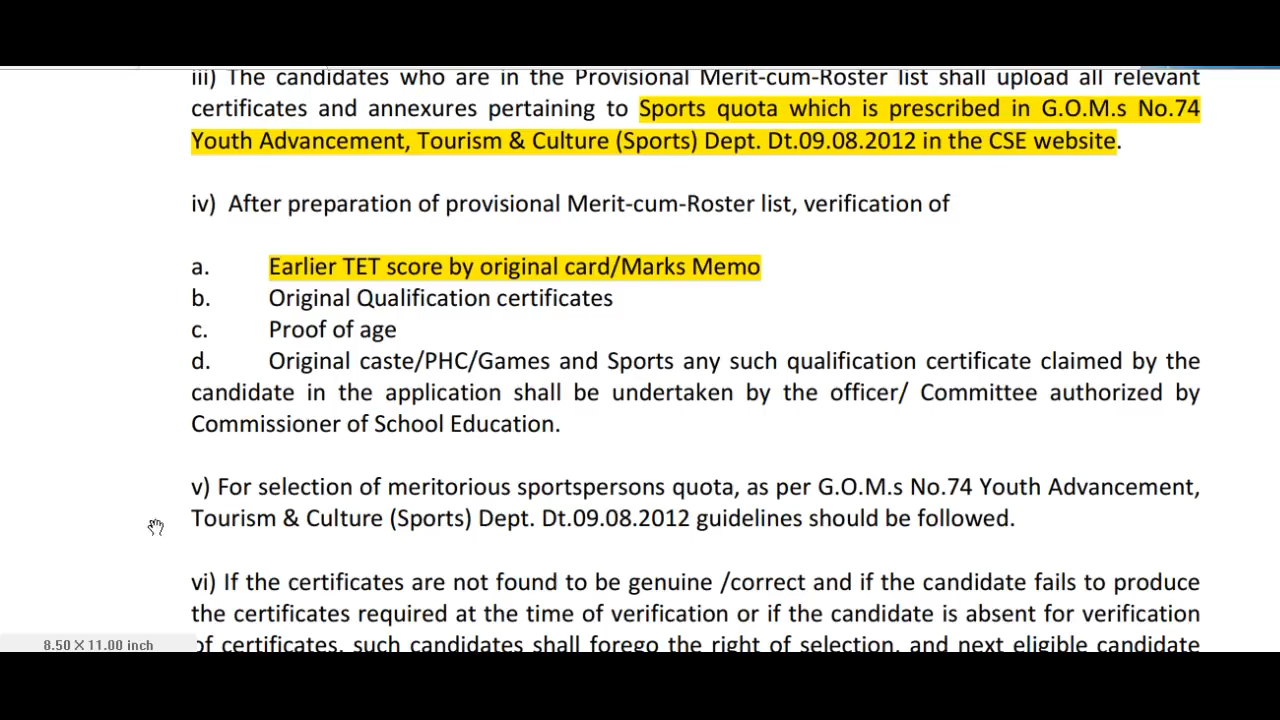 iii) The candidates who are in the Provisional Merit-cum-Roster list shall upload all relevant
certificates and annexures pertaining to Sports quota which is prescribed in G.O.M.s No.74
Youth Advancement, Tourism & Culture (Sports) Dept. Dt.09.08.2012 in the CSE website.
iv) After preparation of provisional Merit-cum-Roster list, verification of
a. Earlier TET score by original card/Marks Memo
b. Original Qualification certificates
c. Proof of age
d. Original caste/PHC/Games and Sports any such qualification certificate claimed by the
candidate in the application shall be undertaken by the officer/ Committee authorized by
Commissioner of School Education.
v) For selection of meritorious sportspersons quota, as per G.O.M.s No.74 Youth Advancement,
Tourism & Culture (Sports) Dept. Dt.09.08.2012 guidelines should be followed.
vi) If the certificates are not found to be genuine /correct and if the candidate fails to produce
the certificates required at the time of verification or if the candidate is absent for verification
of certificates, such candidates shall forego the right of selection, and next eligible candidate
8.50 X 11.00 inch